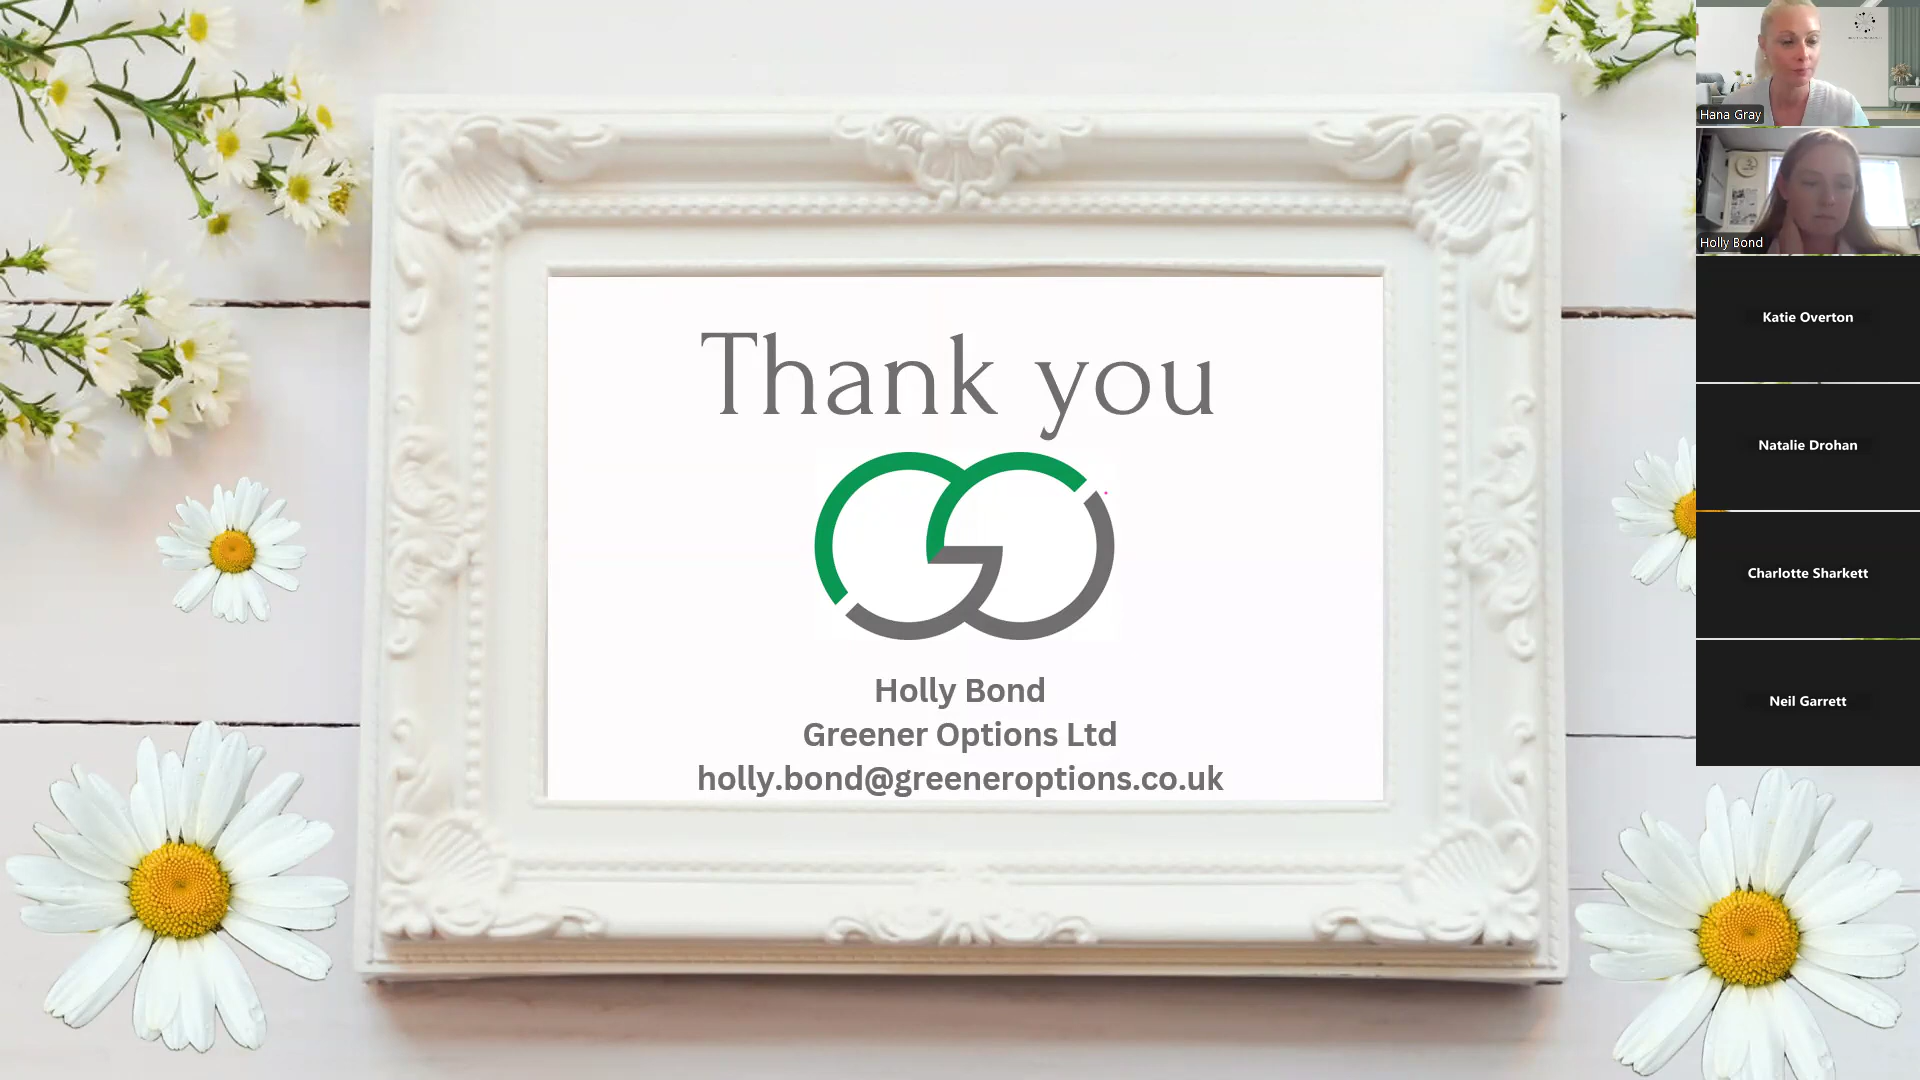 Thank you
Holly Bond
Greener Options Ltd
holly.bond@greeneroptions.co.uk
Hana Gray
Holly Bond
Katie Overton
Natalie Drohan
Charlotte Sharkett
Neil Garrett